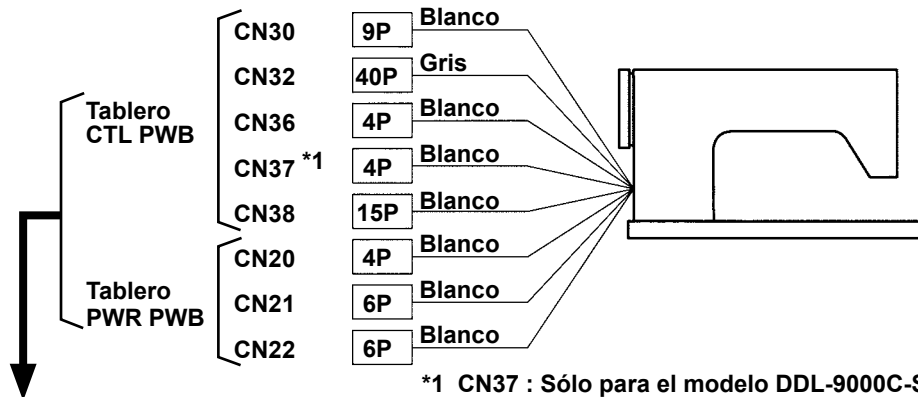 CN30 9P Blanco
CN32 40P Gris
Tablero
CTL PWB
CN36 4P Blanco
CN37 *1 4P Blanco
CN38 15P Blanco
CN20 4P Blanco
Tablero
PWR PWB
CN21 6P Blanco
CN22 6P Blanco
*1 CN37 : Sólo para el modelo DDL-9000C-S